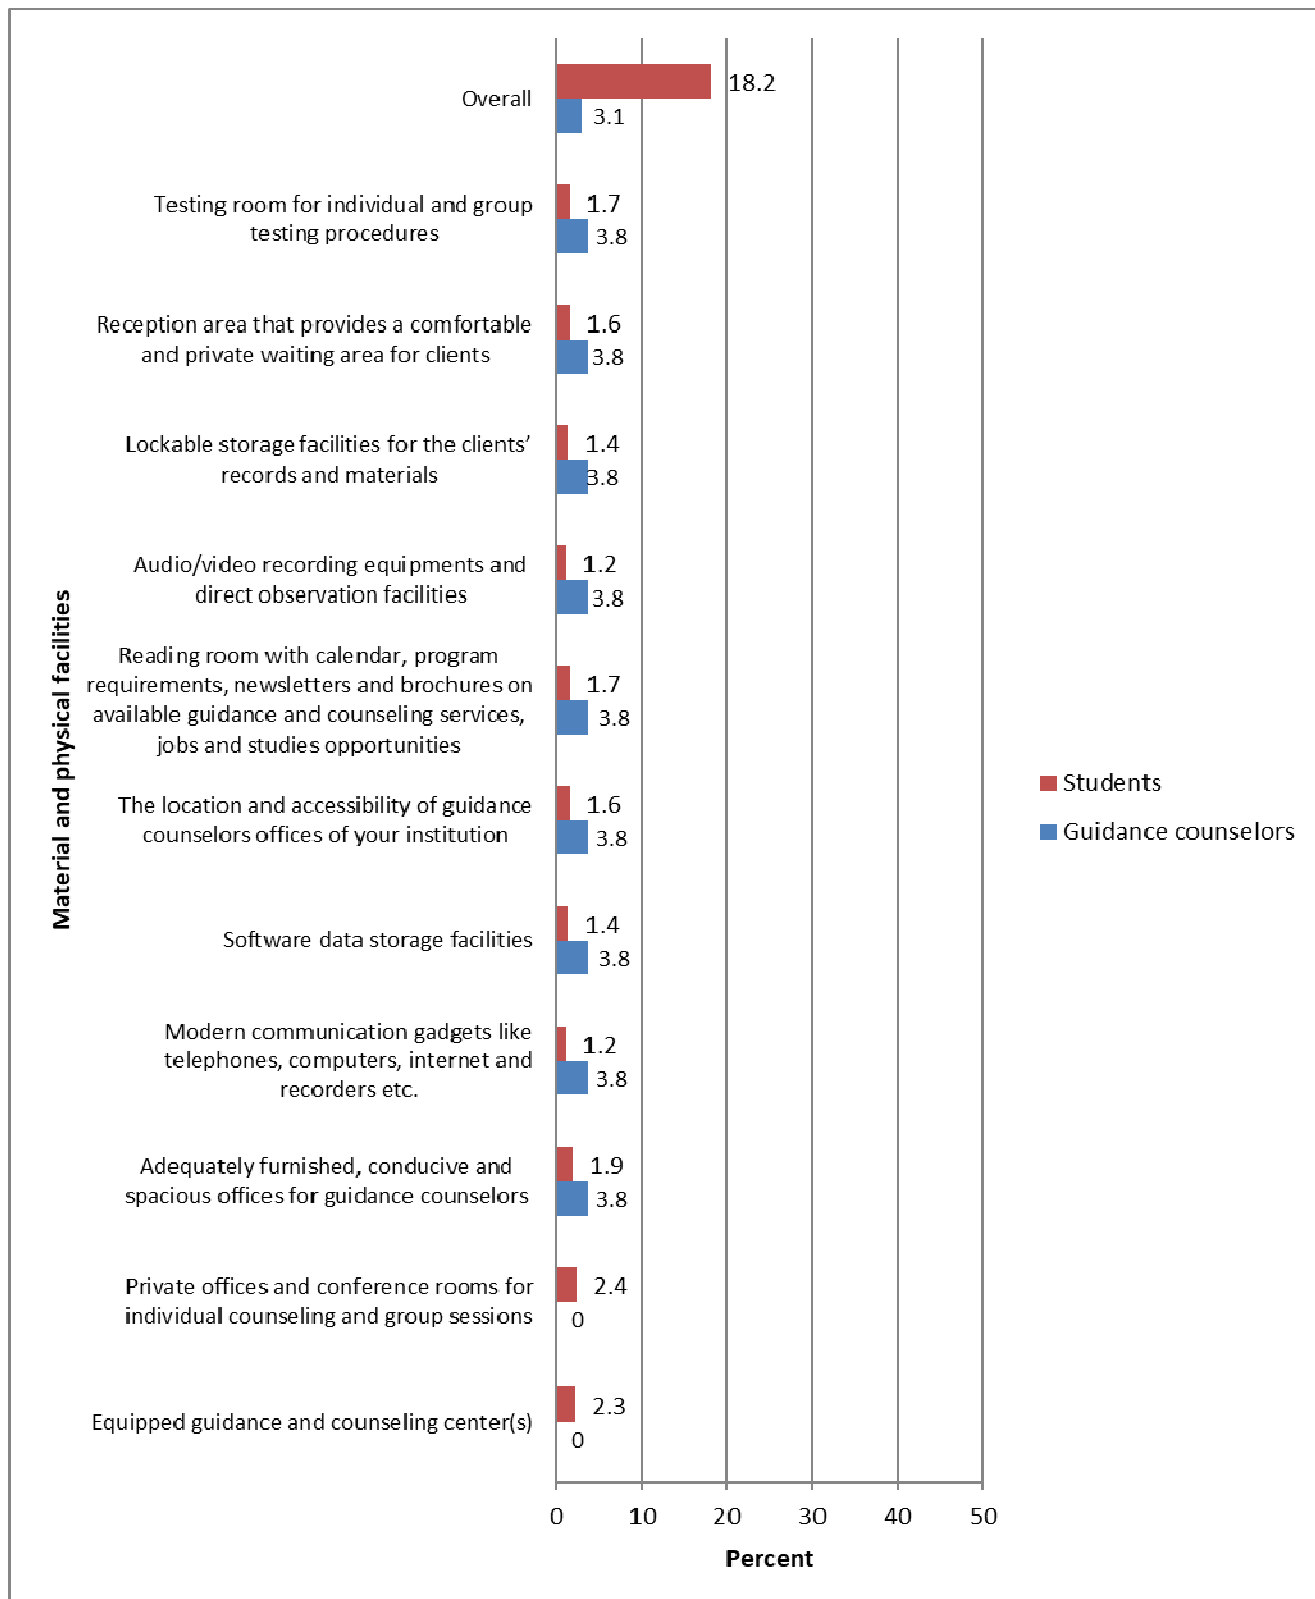 Overall
18.2
3.1
Testing room for individual and group
testing procedures
1.7
3.8
Reception area that provides a comfortable
and private waiting area for clients
1.6
3.8
Lockable storage facilities for the clients’
records and materials
1.4
3.8
Audio/video recording equipments and
direct observation facilities
1.2
3.8
Reading room with calendar, program
requirements, newsletters and brochures on
available guidance and counseling services,
jobs and studies opportunities
1.7
3.8
The location and accessibility of guidance
counselors offices of your institution
1.6
3.8
Software data storage facilities
1.4
3.8
Modern communication gadgets like
telephones, computers, internet and
recorders etc.
1.2
3.8
Adequately furnished, conducive and
spacious offices for guidance counselors
1.9
3.8
Private offices and conference rooms for
individual counseling and group sessions
2.4
0
Equipped guidance and counseling center(s)
2.3
0
Material and physical facilities
0 10 20 30 40 50
Percent
Students
Guidance counselors